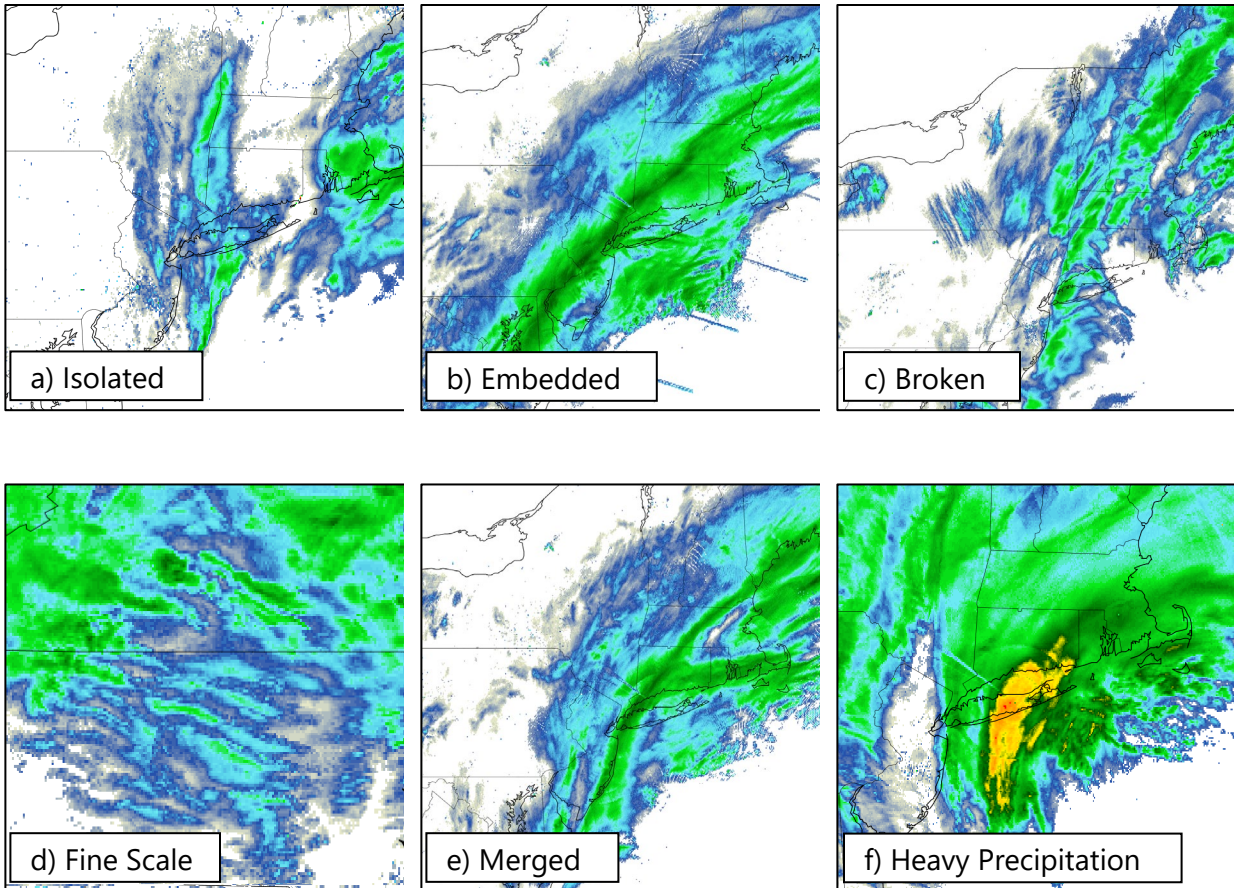 a) Isolated
b) Embedded
c) Broken
d) Fine Scale
e) Merged
f) Heavy Precipitation